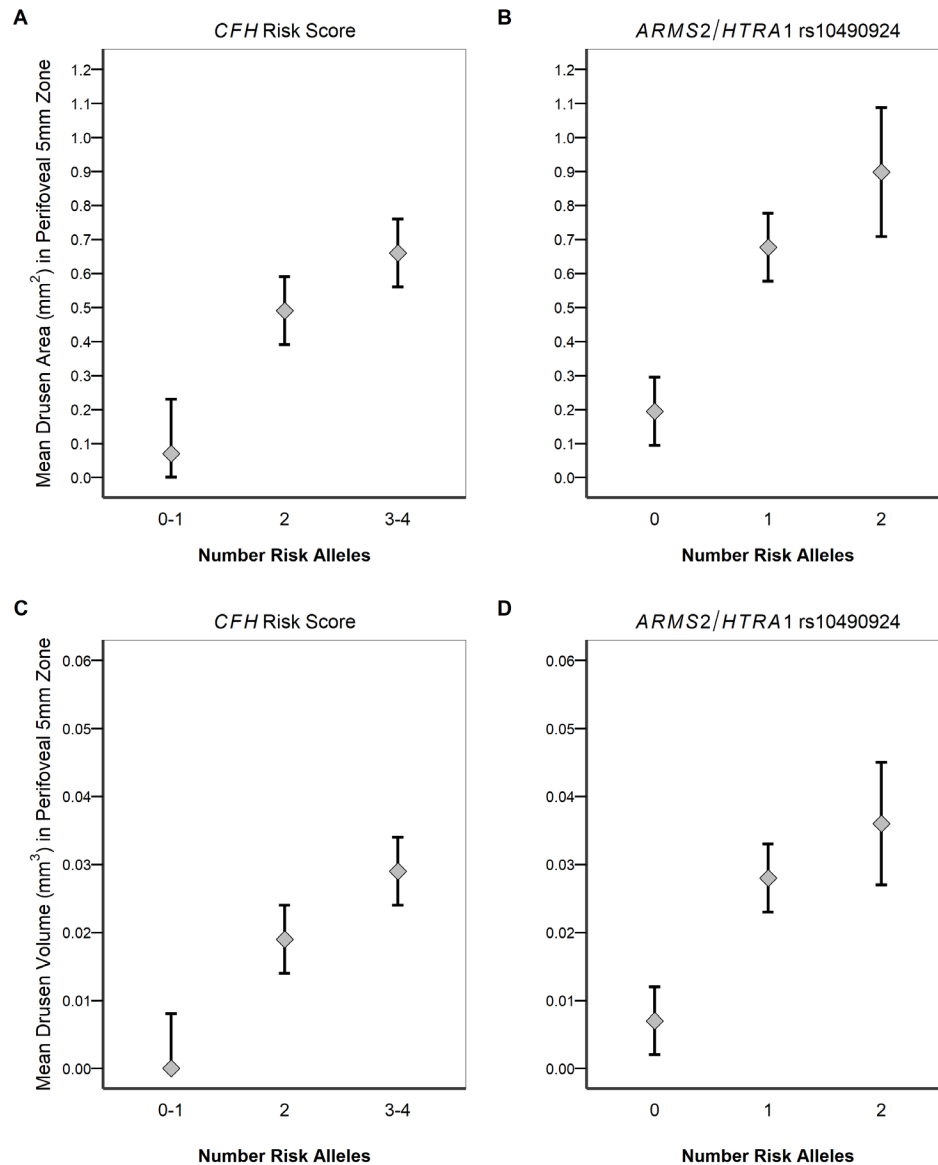 A
CFH Risk Score
Mean Drusen Area (mm²) in Perifoveal 5mm Zone
1.2
1.1
1.0
0.9
0.8
0.7
0.6
0.5
0.4
0.3
0.2
0.1
0.0
0-1 2 3-4
Number Risk Alleles
B
ARMS2/HTRA1 rs10490924
1.2
1.1
1.0
0.9
0.8
0.7
0.6
0.5
0.4
0.3
0.2
0.1
0.0
0 1 2
Number Risk Alleles
C
CFH Risk Score
Mean Drusen Volume (mm³) in Perifoveal 5mm Zone
0.06
0.05
0.04
0.03
0.02
0.01
0.00
0-1 2 3-4
Number Risk Alleles
D
ARMS2/HTRA1 rs10490924
0.06
0.05
0.04
0.03
0.02
0.01
0.00
0 1 2
Number Risk Alleles